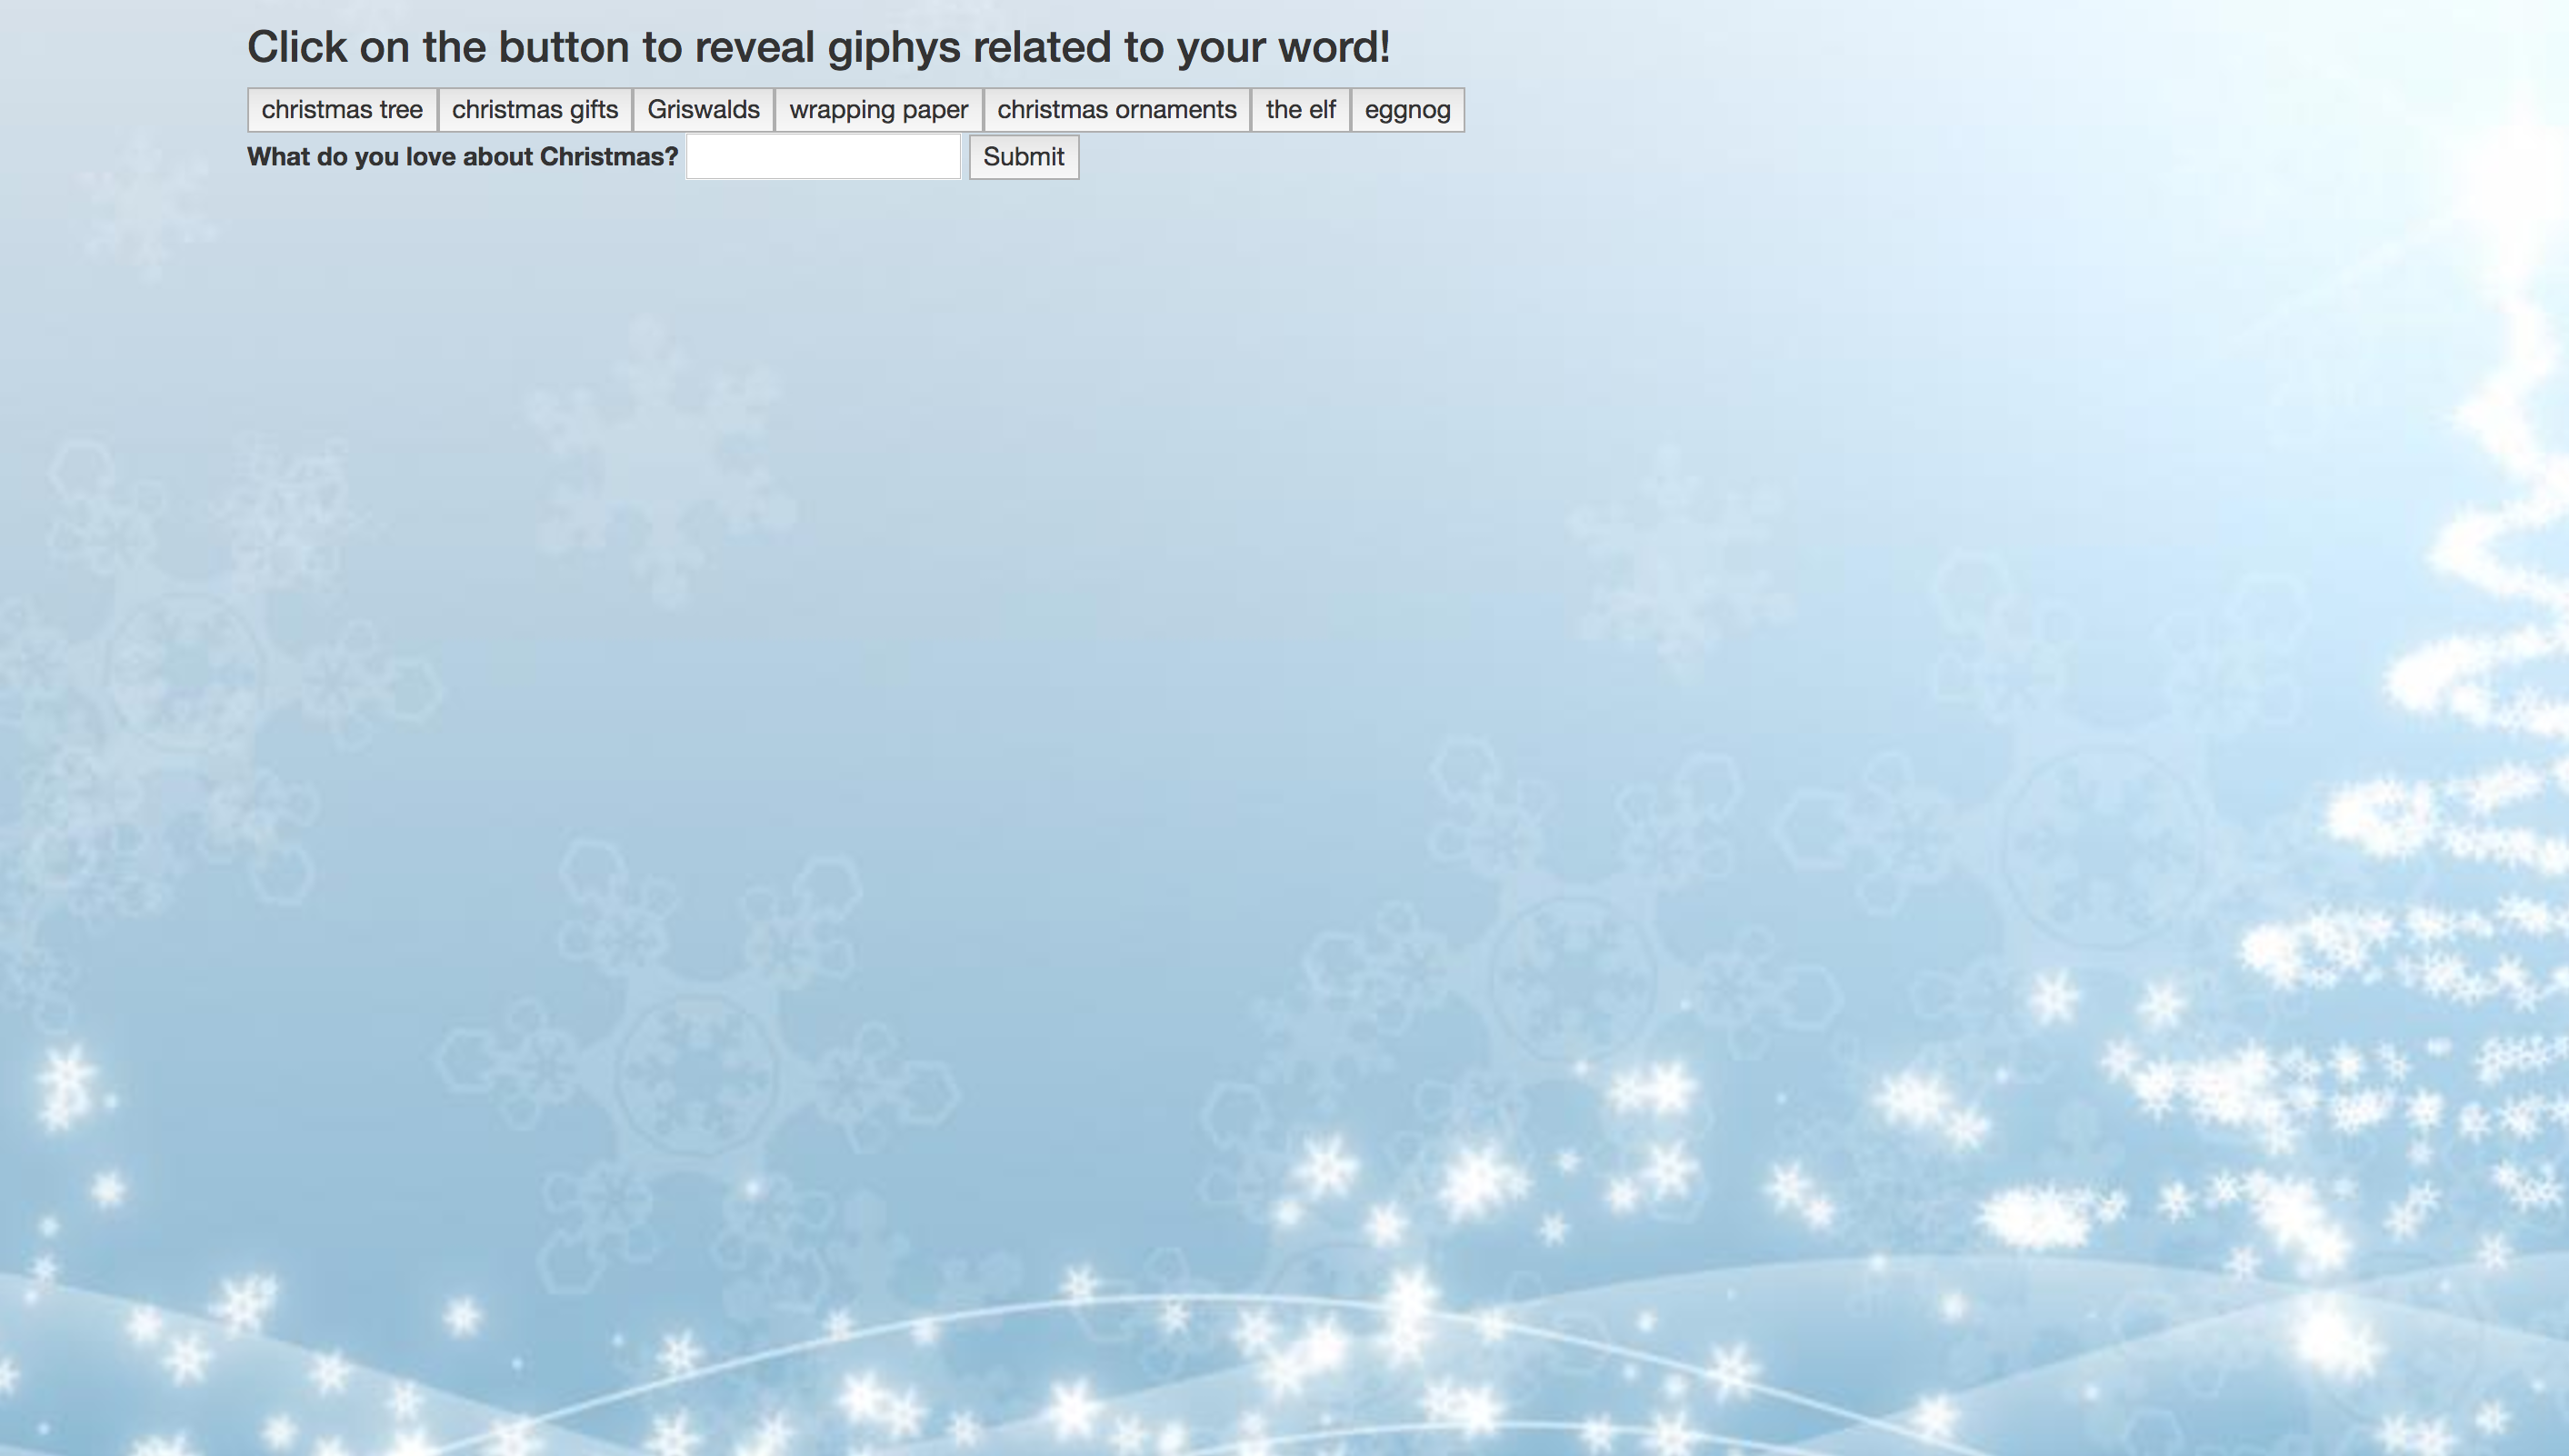 Click on the button to reveal giphys related to your word!
christmas tree christmas gifts Griswalds wrapping paper christmas ornaments the elf eggnog
What do you love about Christmas? Submit